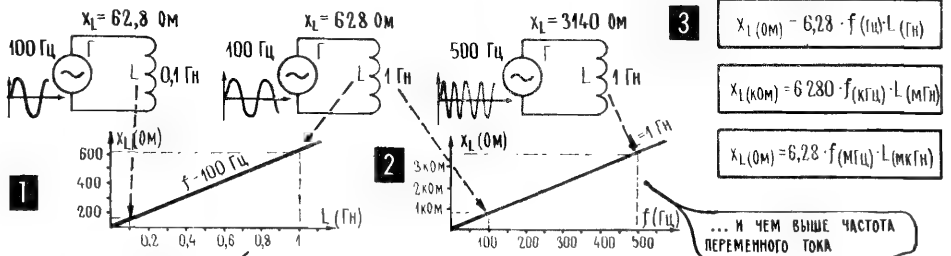 X_L = 62,8 Ом
100 Гц
Г
L
0,1 Гн
X_L = 628 Ом
100 Гц
Г
L
1 Гн
X_L = 3140 Ом
500 Гц
Г
L
1 Гн
3
X_L(ОМ) = 6,28 · f(Гц) · L(Гн)
X_L(КОМ) = 6280 · f(КГЦ) · L(МГН)
X_L(ОМ) = 6,28 · f(МГЦ) · L(МКГН)
1
X_L(ОМ)
600
400
200
f=100 Гц
0,2 0,4 0,6 0,8 1
L(Гн)
2
X_L(ОМ)
3КОМ
2КОМ
1КОМ
=1 Гн
100 200 300 400 500
f(Гц)
... И ЧЕМ ВЫШЕ ЧАСТОТА
ПЕРЕМЕННОГО ТОКА